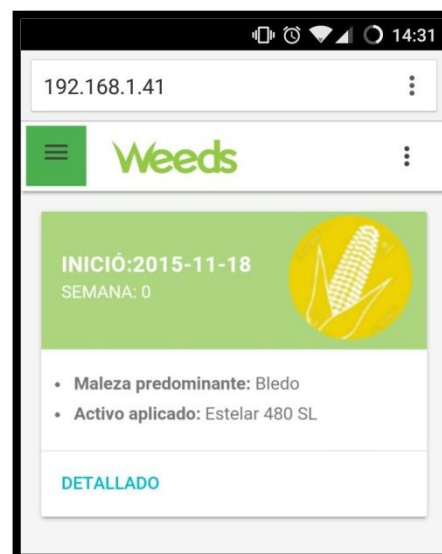 14:31
192.168.1.41
Weeds
INICIÓ:2015-11-18
SEMANA: 0
Maleza predominante: Bledo
Activo aplicado: Estelar 480 SL
DETALLADO